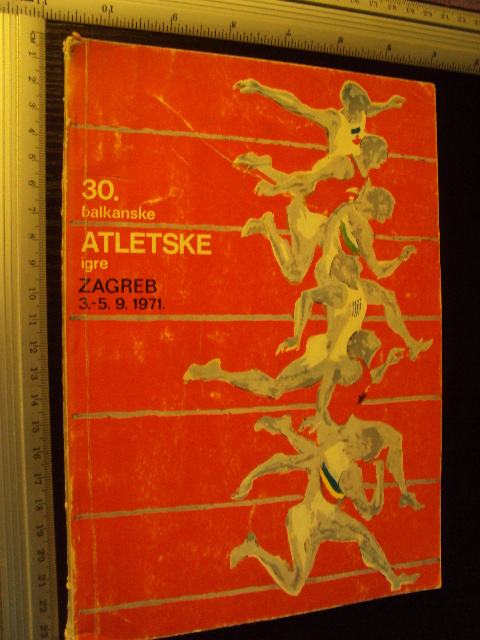 30.
balkanske
ATLETSKE
igre
ZAGREB
3.-5. 9. 1971.